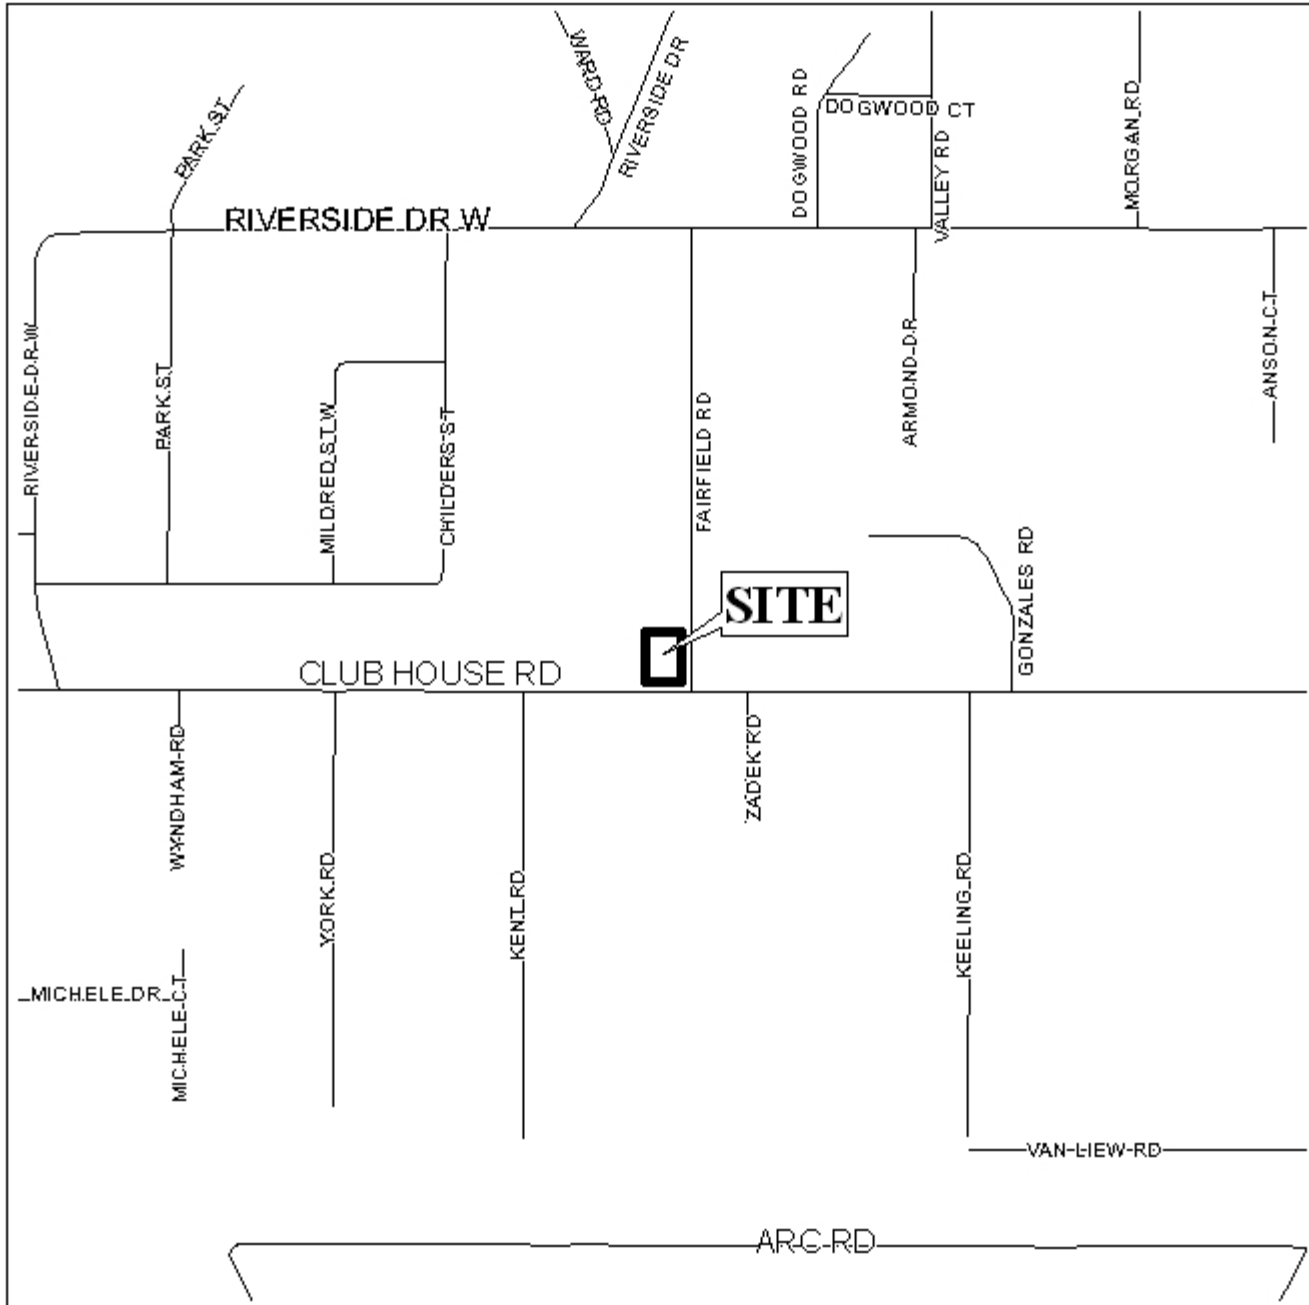 WARD RD
RIVERSIDE DR
DOGWOOD RD
DOGWOOD CT
PARK ST
MORGAN RD
VALLEY RD
RIVERSIDE DR W
RIVERSIDE DR W
PARK ST
MILDRED ST W
CHILDERS ST
FAIRFIELD RD
ARMOND DR
ANSON CT
GONZALES RD
SITE
CLUB HOUSE RD
WYNDHAM RD
ZADEK RD
YORK RD
KENT RD
KEELING RD
MICHELE DR
MICHELE CT
VAN LIEW RD
ARC RD